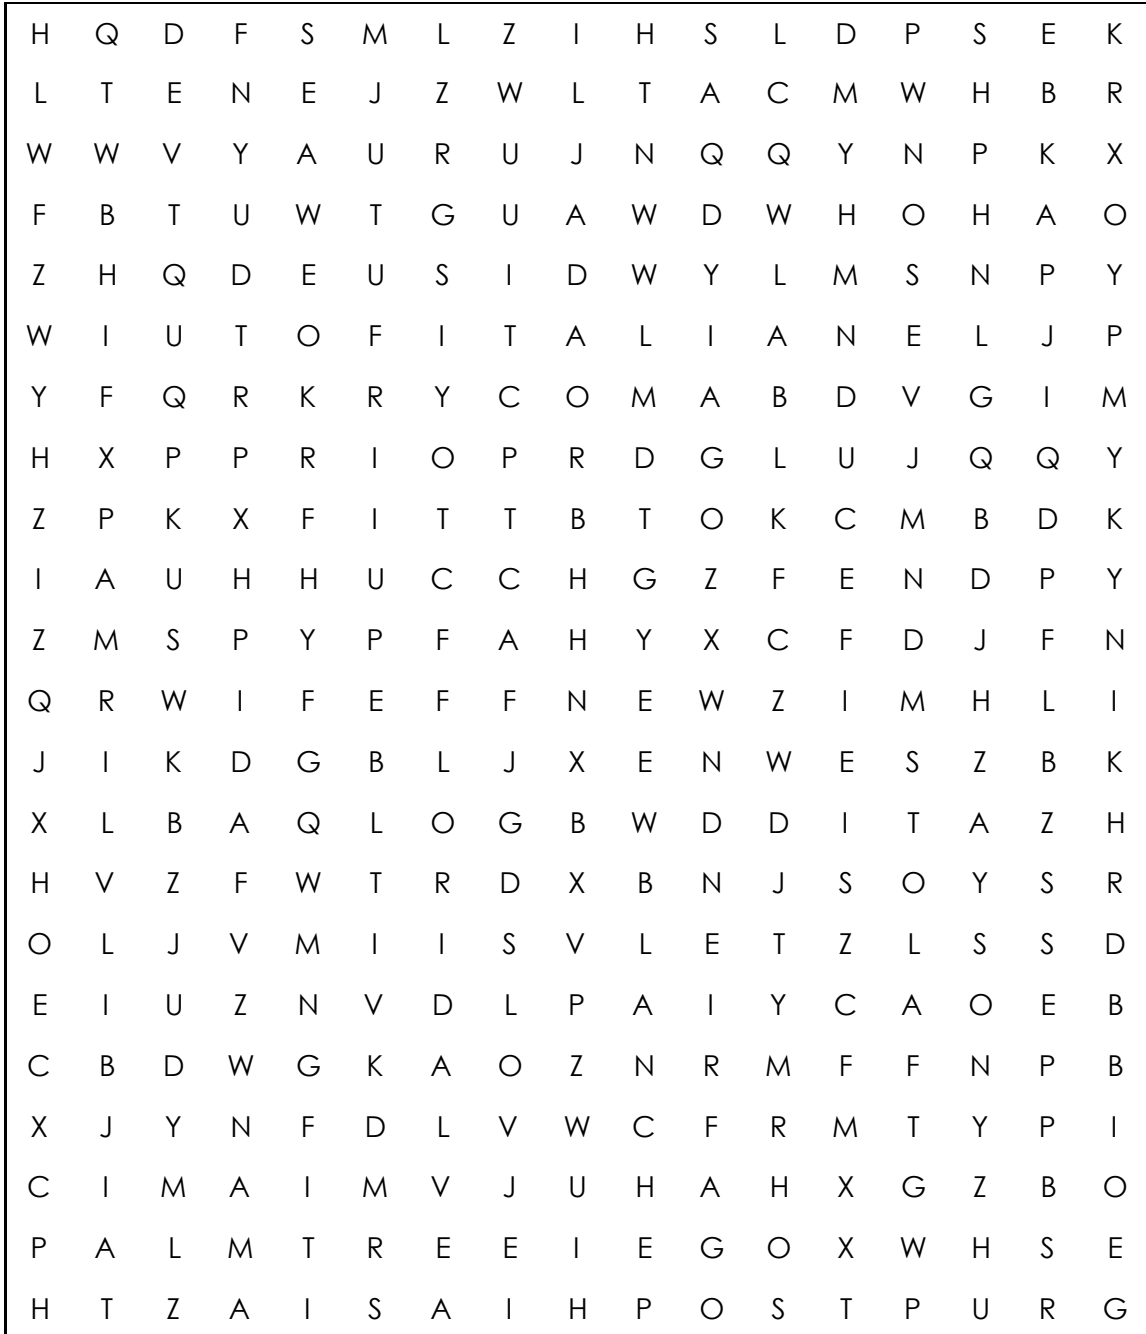 H Q D F S M L Z I H S L D P S E K
L T E N E J Z W L T A C M W H B R
W W V Y A U R U J N Q Q Y N P K X
F B T U W T G U A W D W H O H A O
Z H Q D E U S I D W Y L M S N P Y
W I U T O F I T A L I A N E L J P
Y F Q R K R Y C O M A B D V G I M
H X P P R I O P R D G L U J Q Q Y
Z P K X F I T T B T O K C M B D K
I A U H H U C C H G Z F E N D P Y
Z M S P Y P F A H Y X C F D J F N
Q R W I F E F F N E W Z I M H L I
J I K D G B L J X E N W E S Z B K
X L B A Q L O G B W D D I T A Z H
H V Z F W T R D X B N J S O Y S R
O L J V M I I S V L E T Z L S S D
E I U Z N V D L P A I Y C A O E B
C B D W G K A O Z N R M F F N P B
X J Y N F D L V W C F R M T Y P I
C I M A I M V J U H A H X G Z B O
P A L M T R E E I E G O X W H S E
H T Z A I S A I H P O S T P U R G